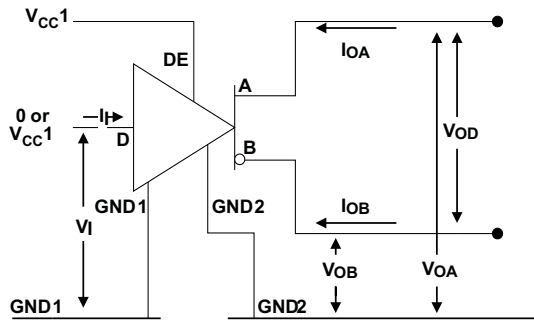 VCC1
DE
IOA
A
0 or
VCC1
II
D
VOD
B
GND1
GND2
IOB
VI
VOB
VOA
GND1
GND2